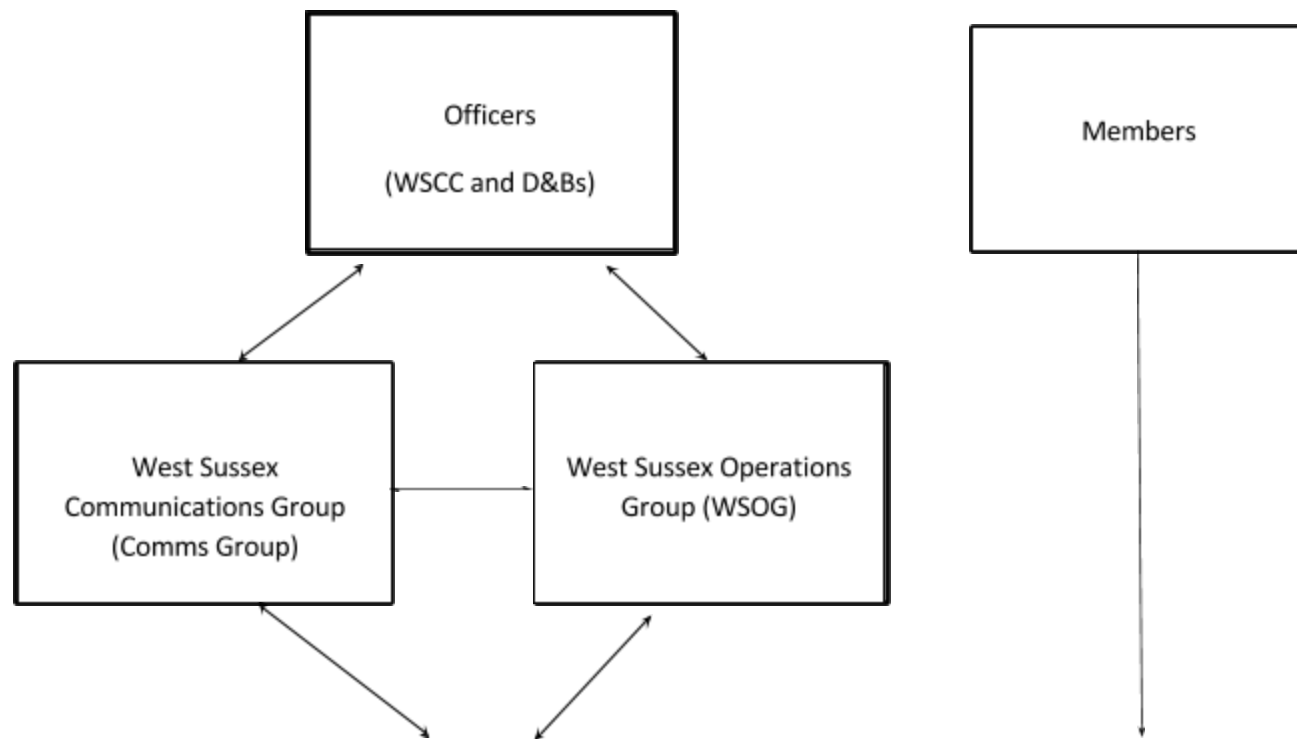 Officers
(WSCC and D&Bs)
Members
West Sussex
Communications Group
(Comms Group)
West Sussex Operations
Group (WSOG)